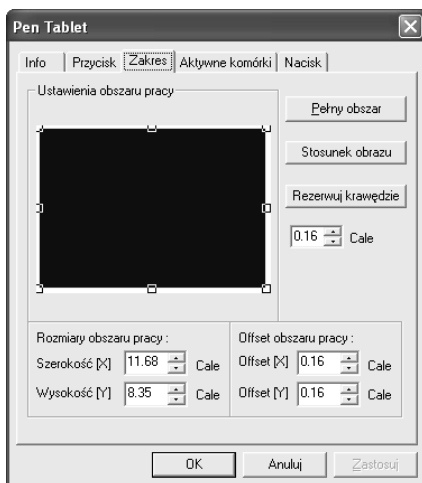 Pen Tablet
Info Przycisk Zakres Aktywne komórki Nacisk
Ustawienia obszaru pracy
Pełny obszar
Stosunek obrazu
Rezerwuj krawędzie
0.16 Cale
Rozmiary obszaru pracy : Offset obszaru pracy :
Szerokość [X] 11.68 Cale Offset [X] 0.16 Cale
Wysokość [Y] 8.35 Cale Offset [Y] 0.16 Cale
OK Anuluj Zastosuj